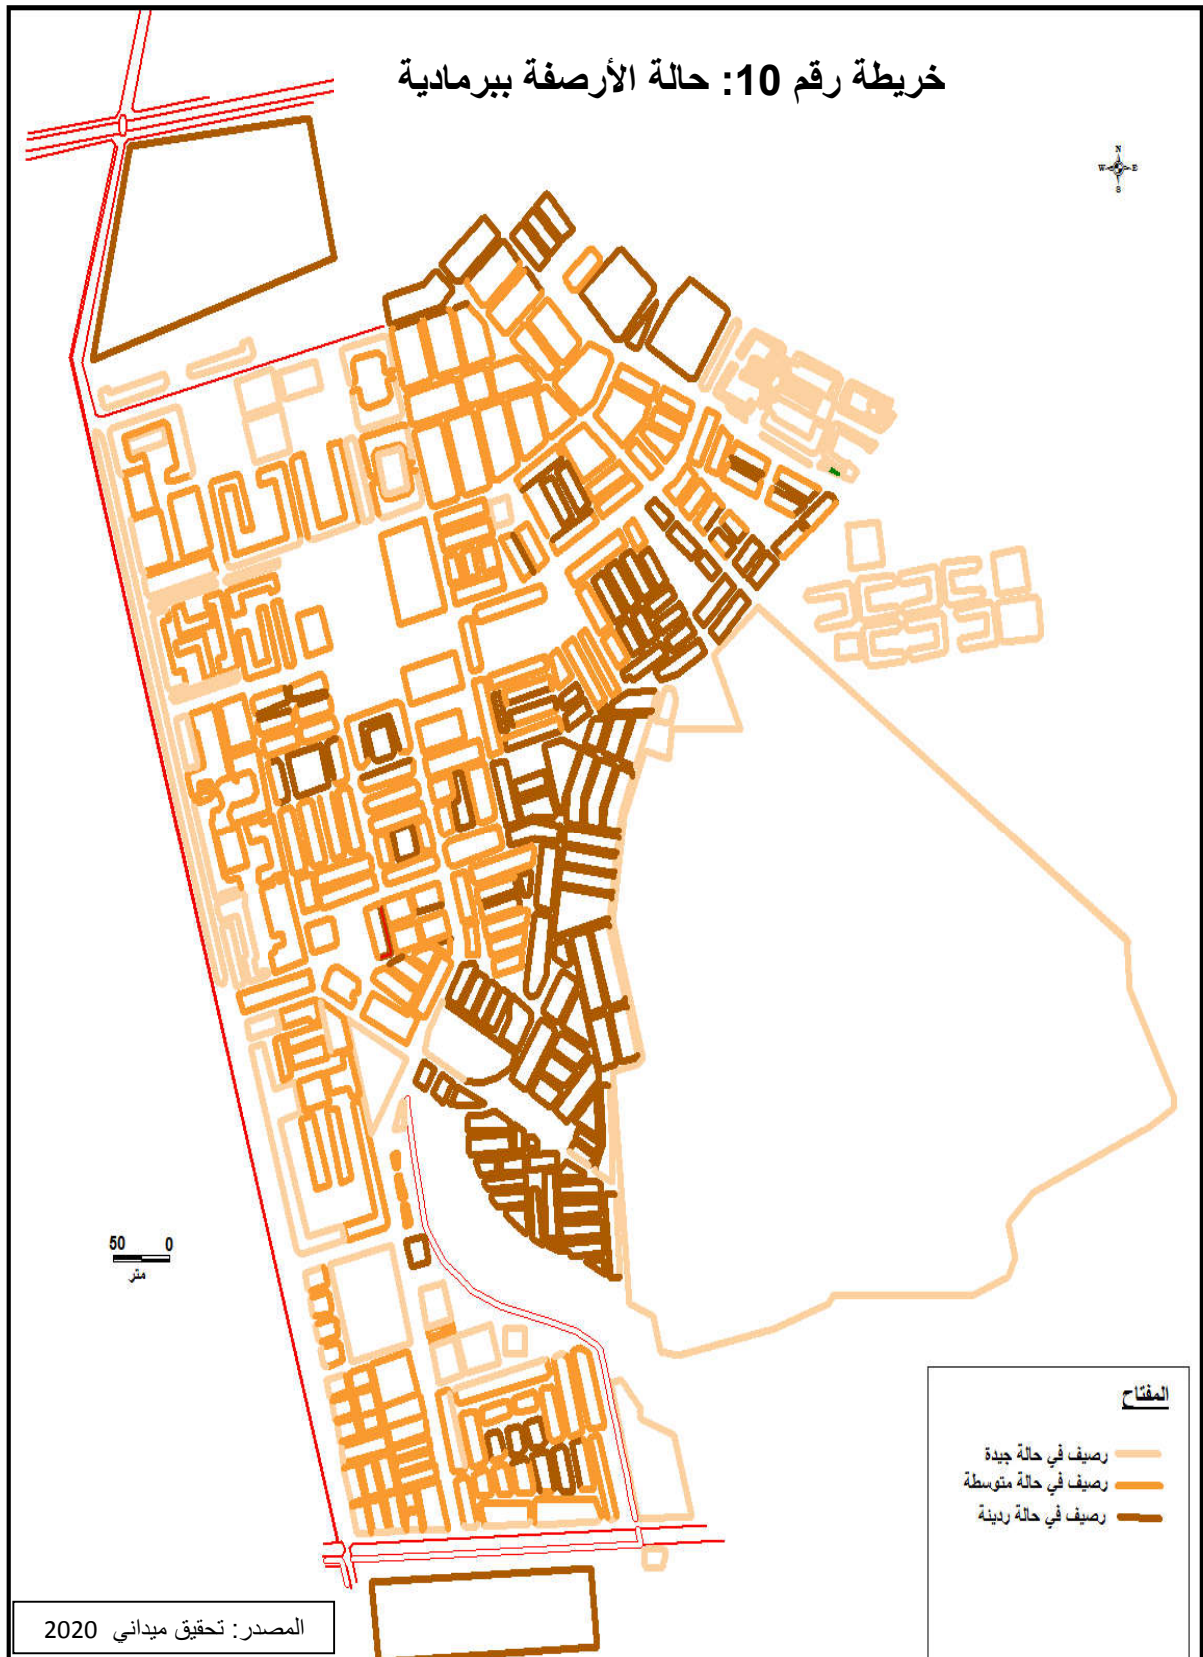 خريطة رقم 10: حالة الأرصفة ببرمادية
N
W E
S
50 0
متر
المفتاح
رصيف في حالة جيدة
رصيف في حالة متوسطة
رصيف في حالة ردينة
المصدر: تحقيق ميداني 2020